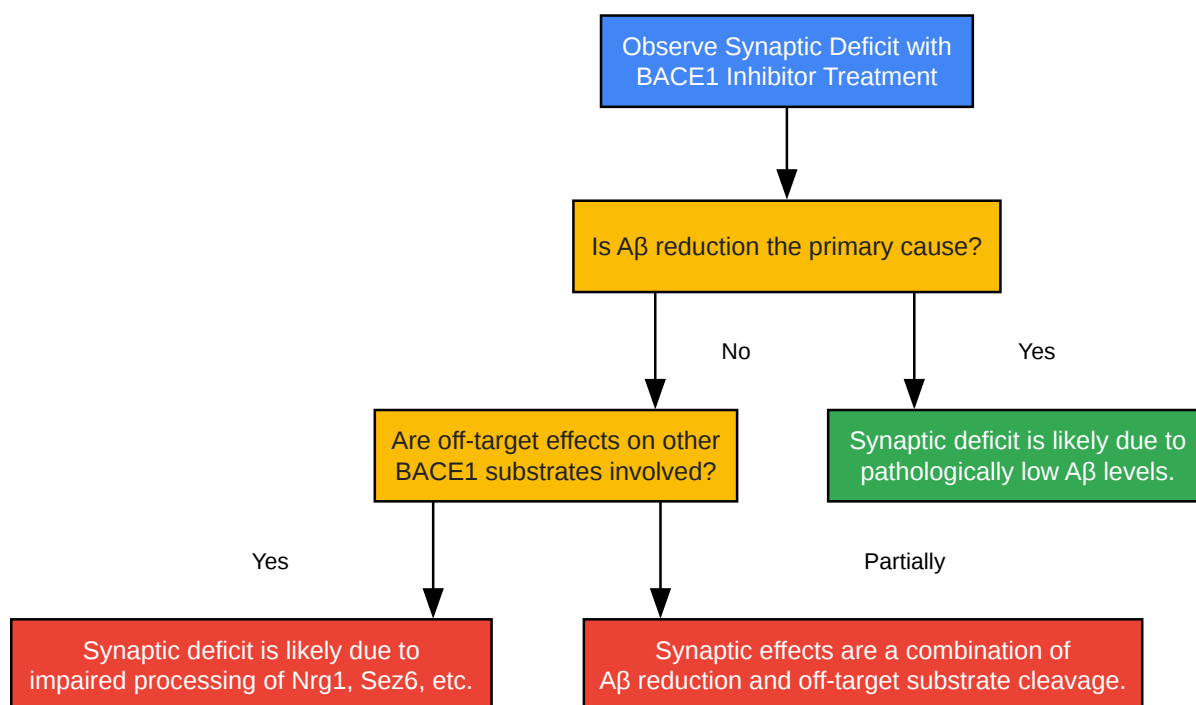 Observe Synaptic Deficit with
BACE1 Inhibitor Treatment
Is Aβ reduction the primary cause?
No
Yes
Are off-target effects on other
BACE1 substrates involved?
Synaptic deficit is likely due to
pathologically low Aβ levels.
Yes
Partially
Synaptic deficit is likely due to
impaired processing of Nrg1, Sez6, etc.
Synaptic effects are a combination of
Aβ reduction and off-target substrate cleavage.